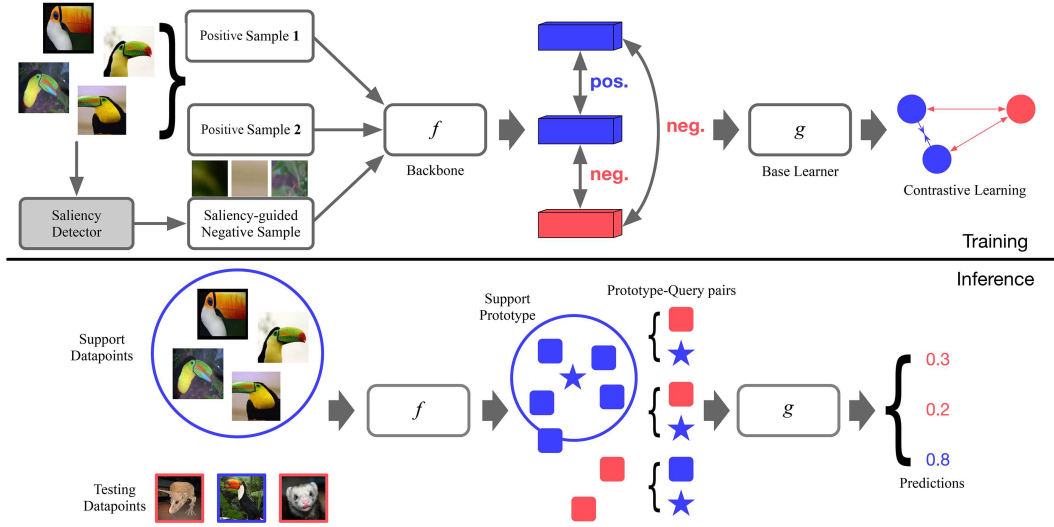 Positive Sample 1
Positive Sample 2
Saliency
Detector
Saliency-guided
Negative Sample
f
Backbone
pos.
neg.
neg.
g
Base Learner
Contrastive Learning
Training
Inference
Support
Datapoints
Testing
Datapoints
f
Support
Prototype
Prototype-Query pairs
g
0.3
0.2
0.8
Predictions